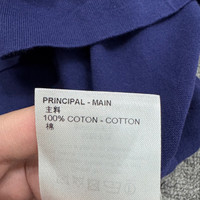 PRINCIPAL - MAIN
主料
100% COTON - COTTON
棉